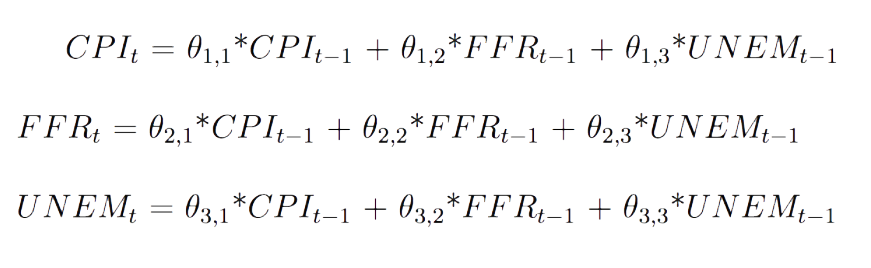 CPI_t = θ_{1,1}*CPI_{t−1} + θ_{1,2}*FFR_{t−1} + θ_{1,3}*UNEM_{t−1}
FFR_t = θ_{2,1}*CPI_{t−1} + θ_{2,2}*FFR_{t−1} + θ_{2,3}*UNEM_{t−1}
UNEM_t = θ_{3,1}*CPI_{t−1} + θ_{3,2}*FFR_{t−1} + θ_{3,3}*UNEM_{t−1}